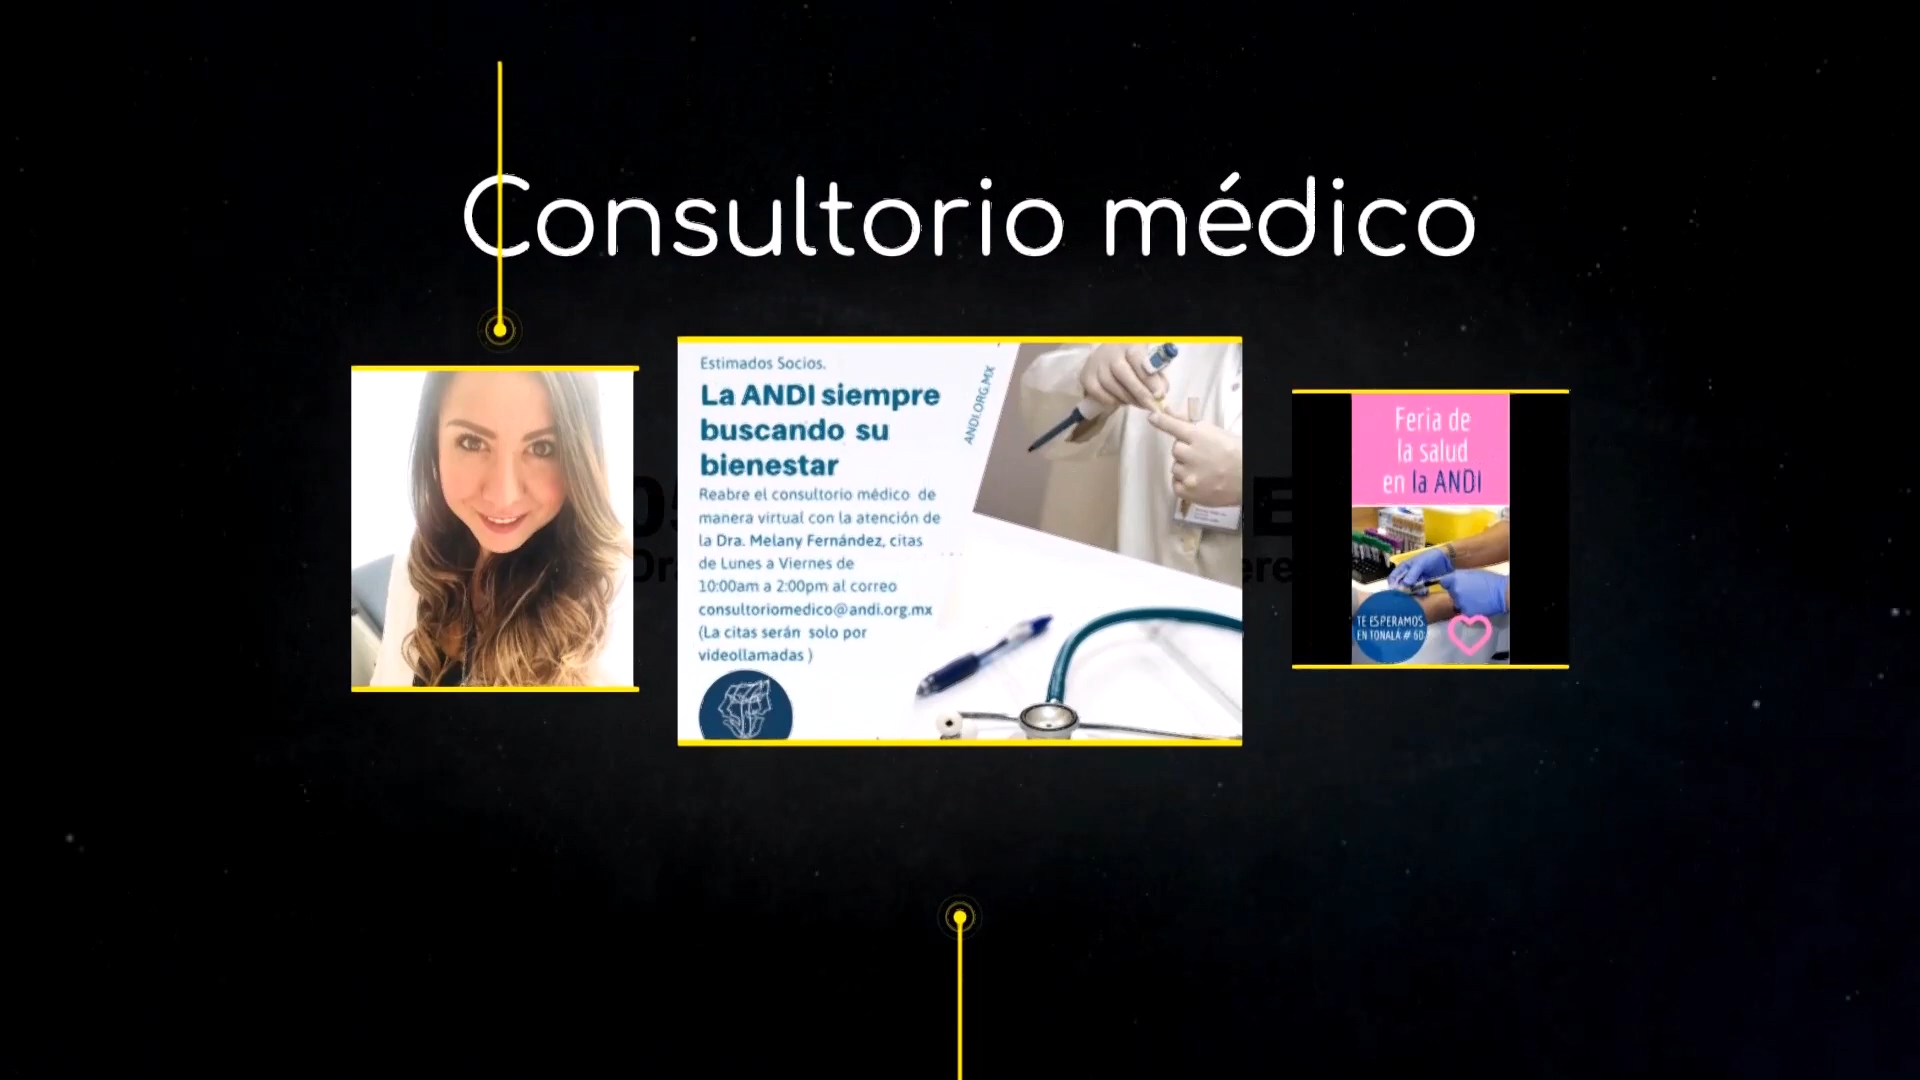 Consultorio médico
Estimados Socios.
La ANDI siempre
buscando su
bienestar
Reabre el consultorio médico de
manera virtual con la atención de
la Dra. Melany Fernández, citas
de Lunes a Viernes de
10:00am a 2:00pm al correo
consultoriomedico@andi.org.mx
(La citas serán solo por
videollamadas )
ANDI.ORG.MX
Feria de
la salud
en la ANDI
TE ESPERAMOS
EN TONALÁ # 60